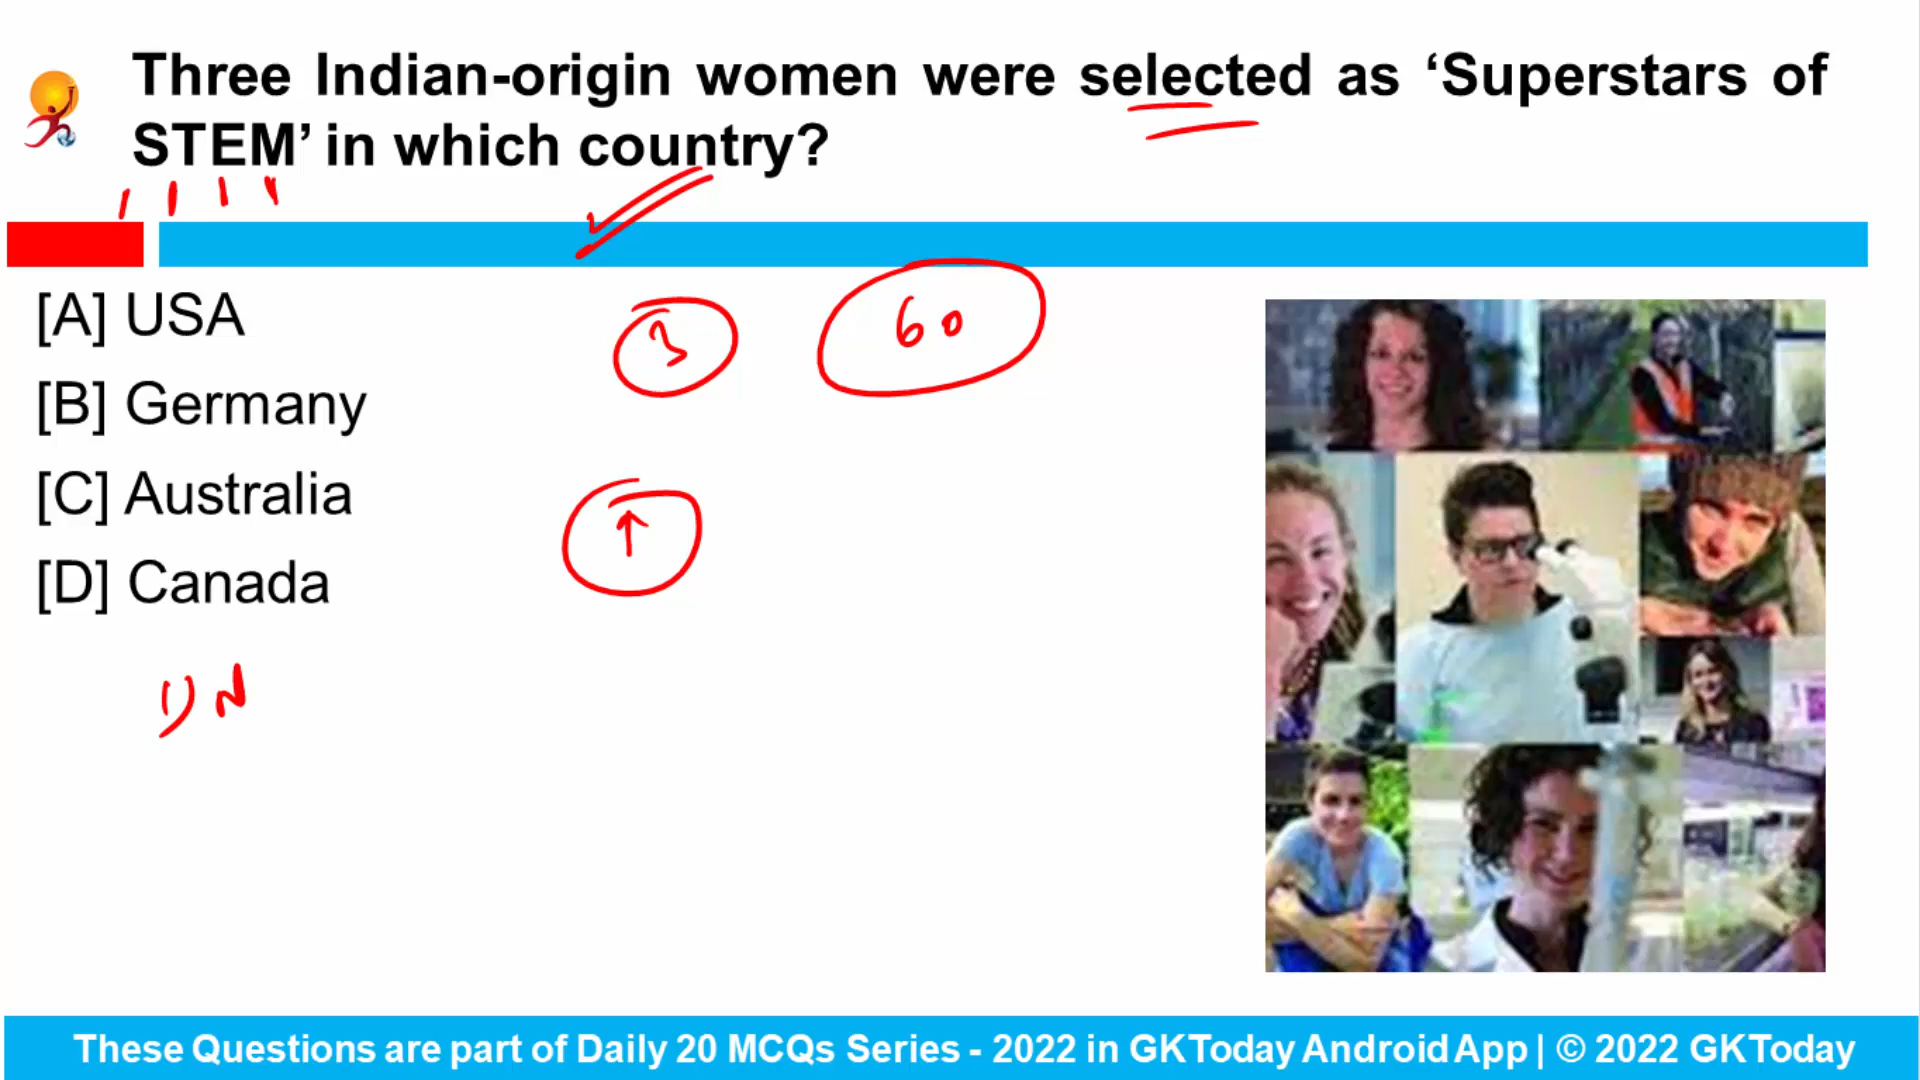 Three Indian-origin women were selected as ‘Superstars of
STEM’ in which country?
[A] USA
3
60
[B] Germany
[C] Australia
[D] Canada
These Questions are part of Daily 20 MCQs Series - 2022 in GKToday Android App | © 2022 GKToday